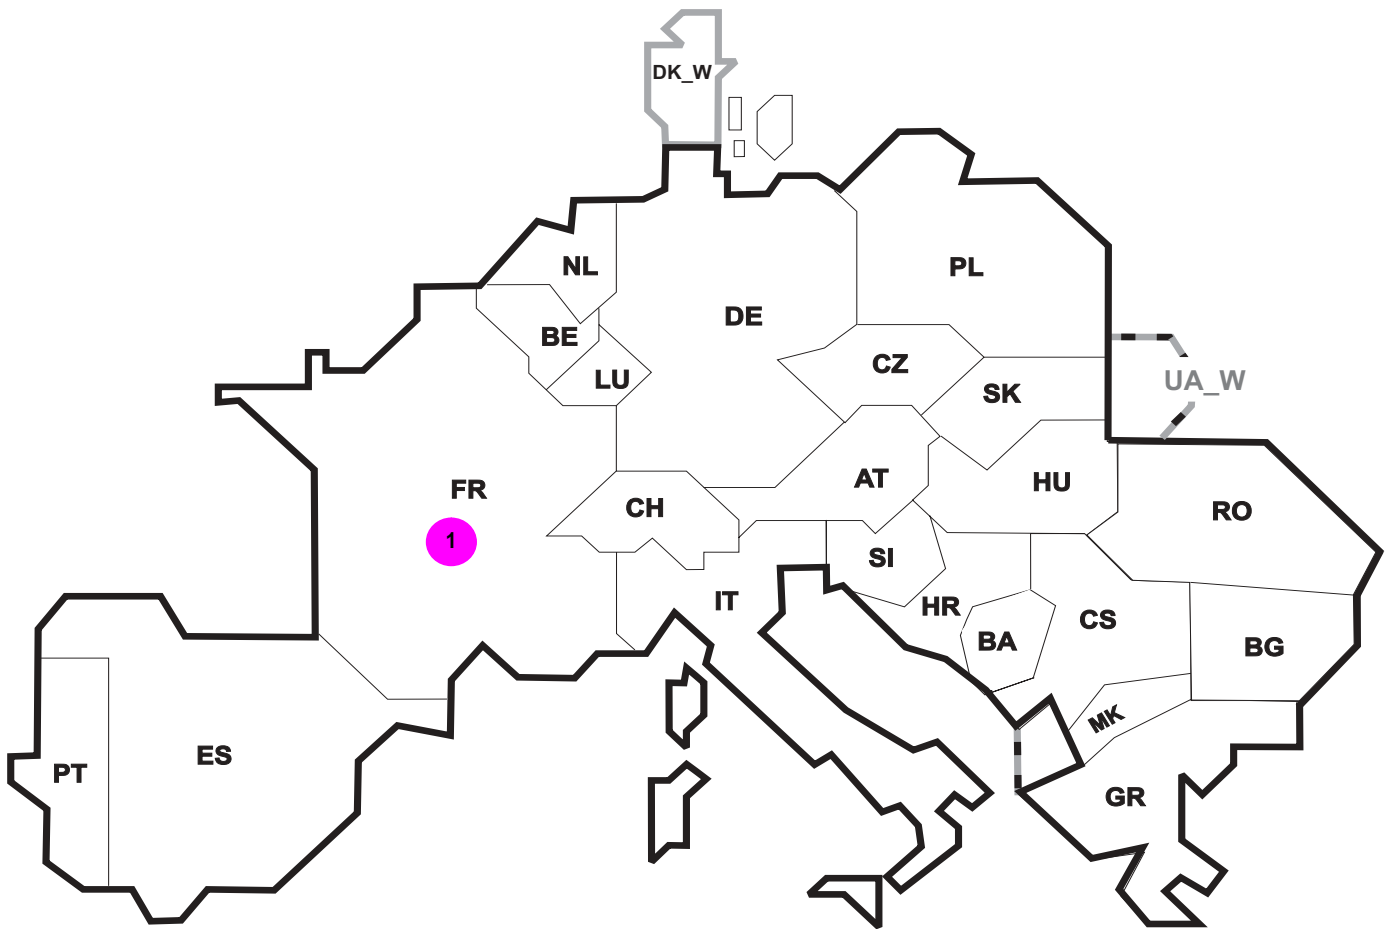 DK_W
NL
PL
DE
BE
CZ
LU
SK
UA_W
FR
CH
AT
HU
RO
1
SI
IT
HR
BA
CS
BG
MK
PT
ES
GR